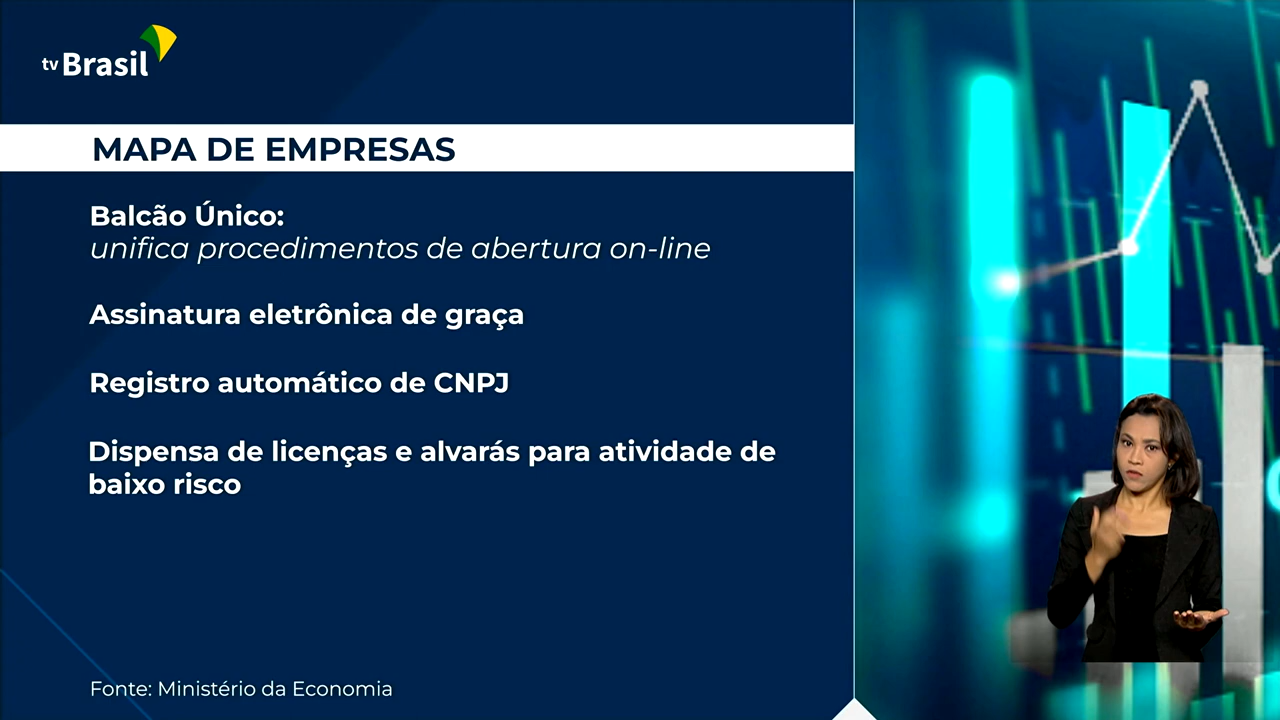 tv Brasil
MAPA DE EMPRESAS
Balcão Único:
unifica procedimentos de abertura on-line
Assinatura eletrônica de graça
Registro automático de CNPJ
Dispensa de licenças e alvarás para atividade de
baixo risco
Fonte: Ministério da Economia